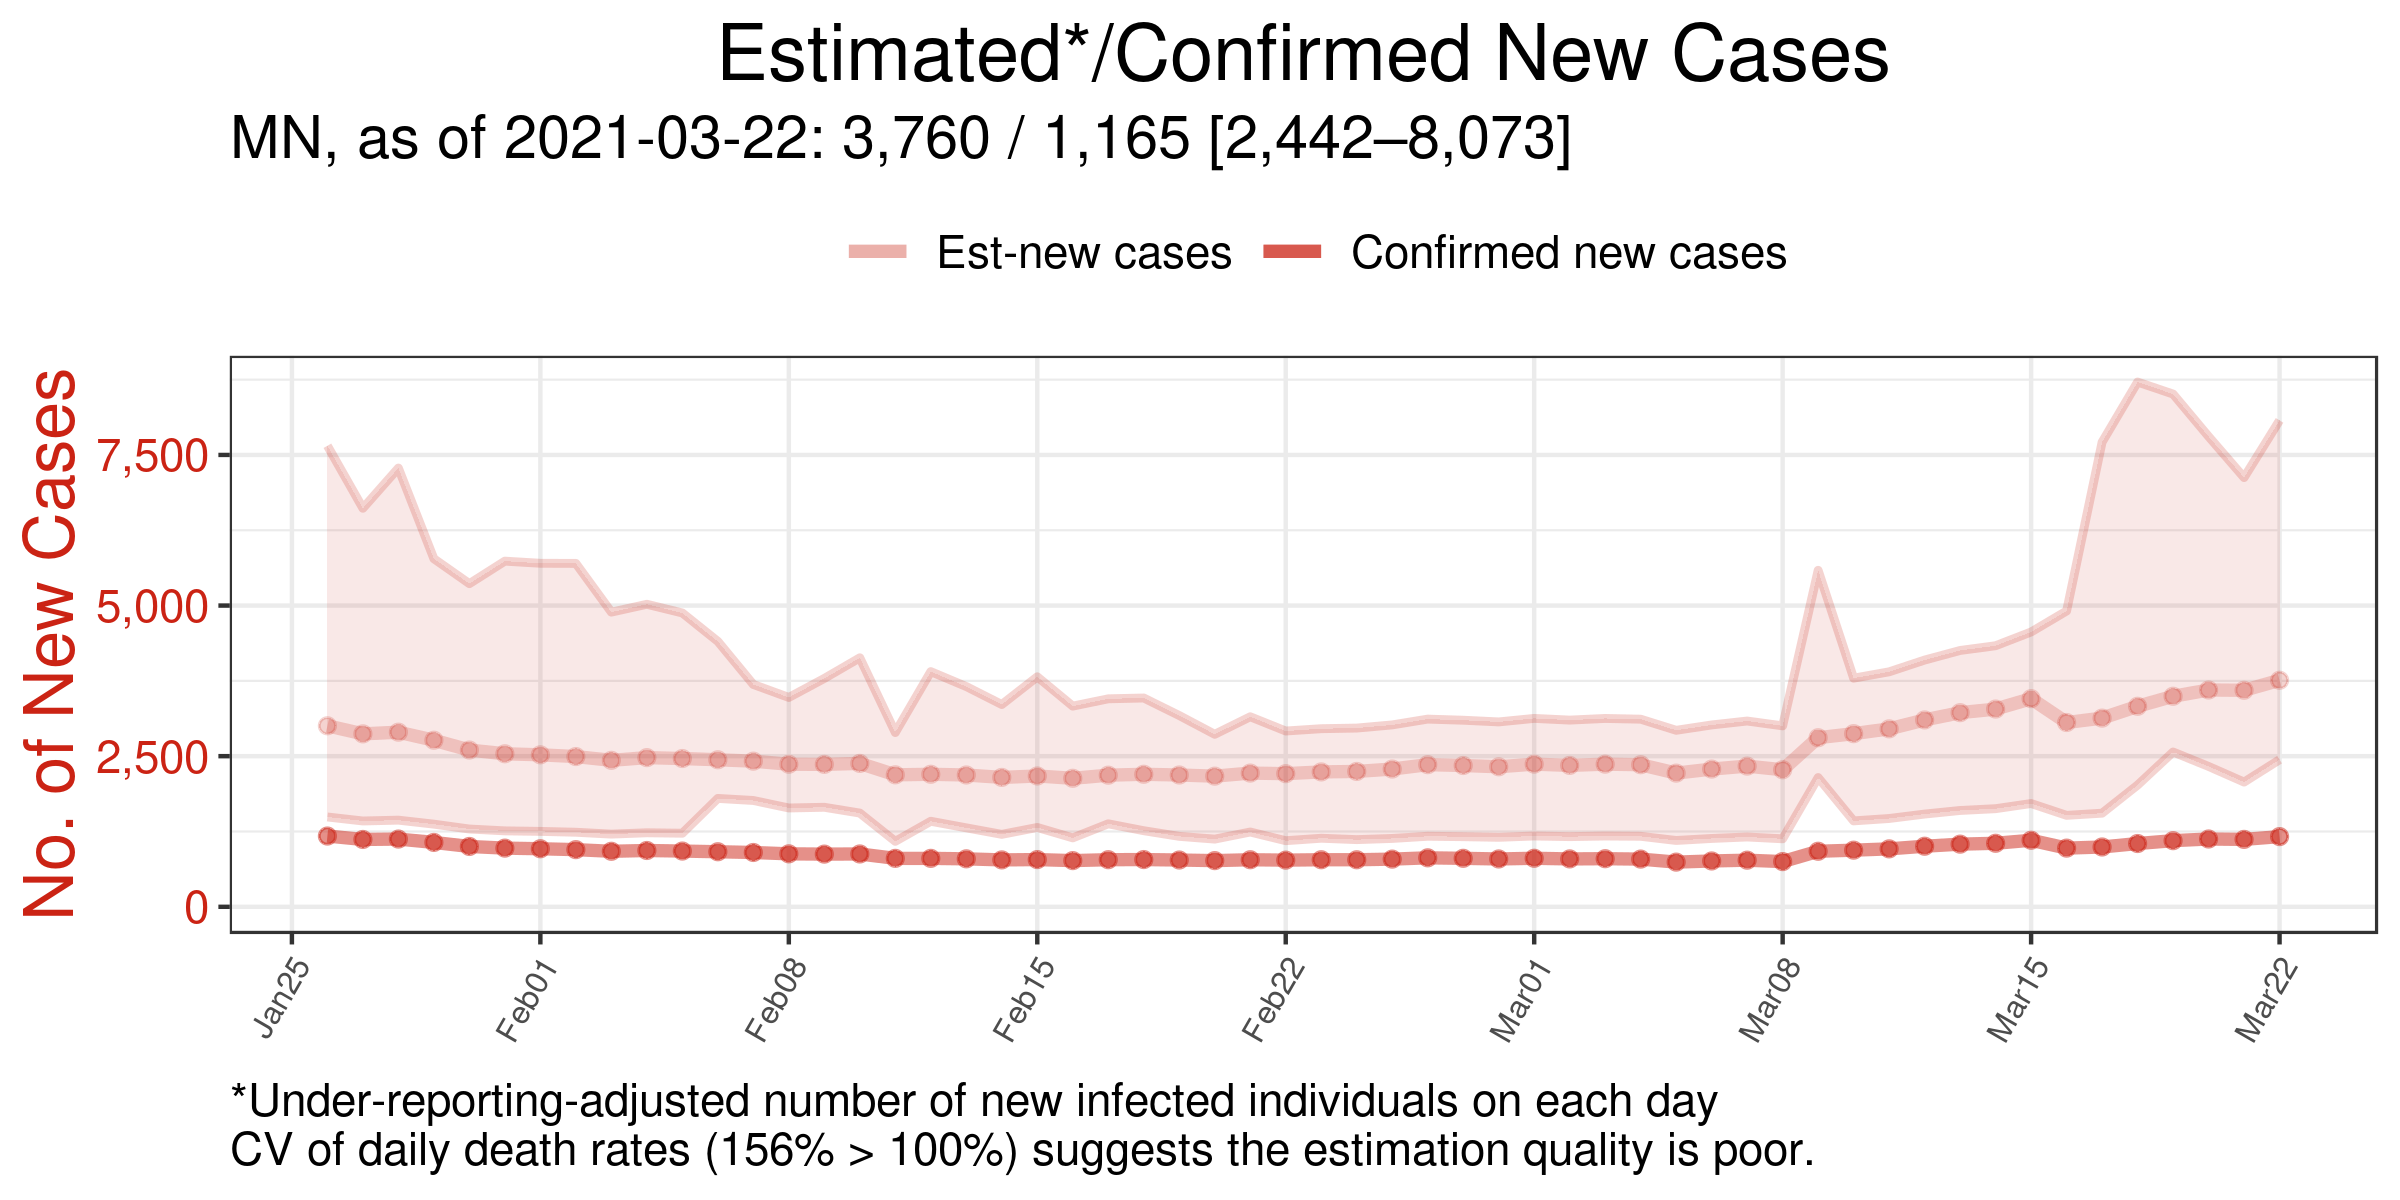 Estimated*/Confirmed New Cases
MN, as of 2021-03-22: 3,760 / 1,165 [2,442–8,073]
Est-new cases
Confirmed new cases
No. of New Cases
7,500
5,000
2,500
0
Jan25
Feb01
Feb08
Feb15
Feb22
Mar01
Mar08
Mar15
Mar22
*Under-reporting-adjusted number of new infected individuals on each day
CV of daily death rates (156% > 100%) suggests the estimation quality is poor.